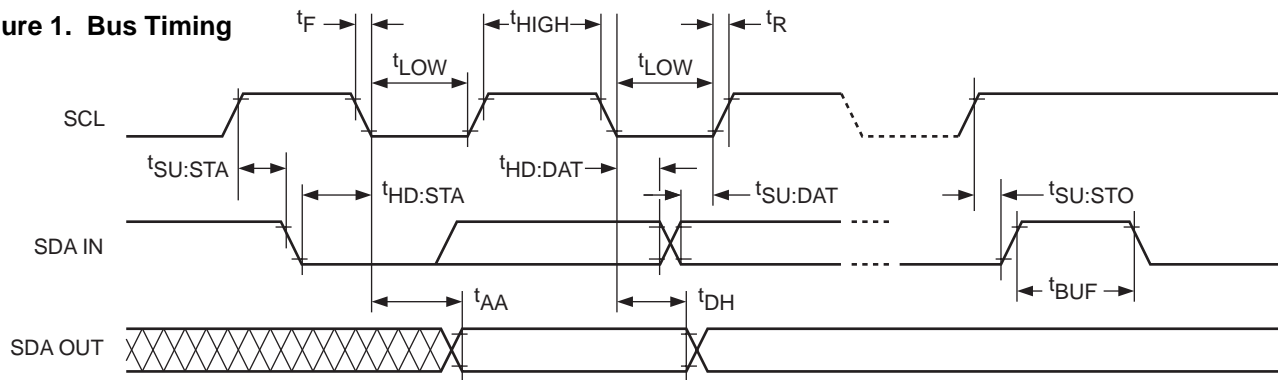 ure 1. Bus Timing
tF
tHIGH
tR
tLOW
tLOW
SCL
tSU:STA
tHD:STA
tHD:DAT
tSU:DAT
tSU:STO
SDA IN
tBUF
tAA
tDH
SDA OUT